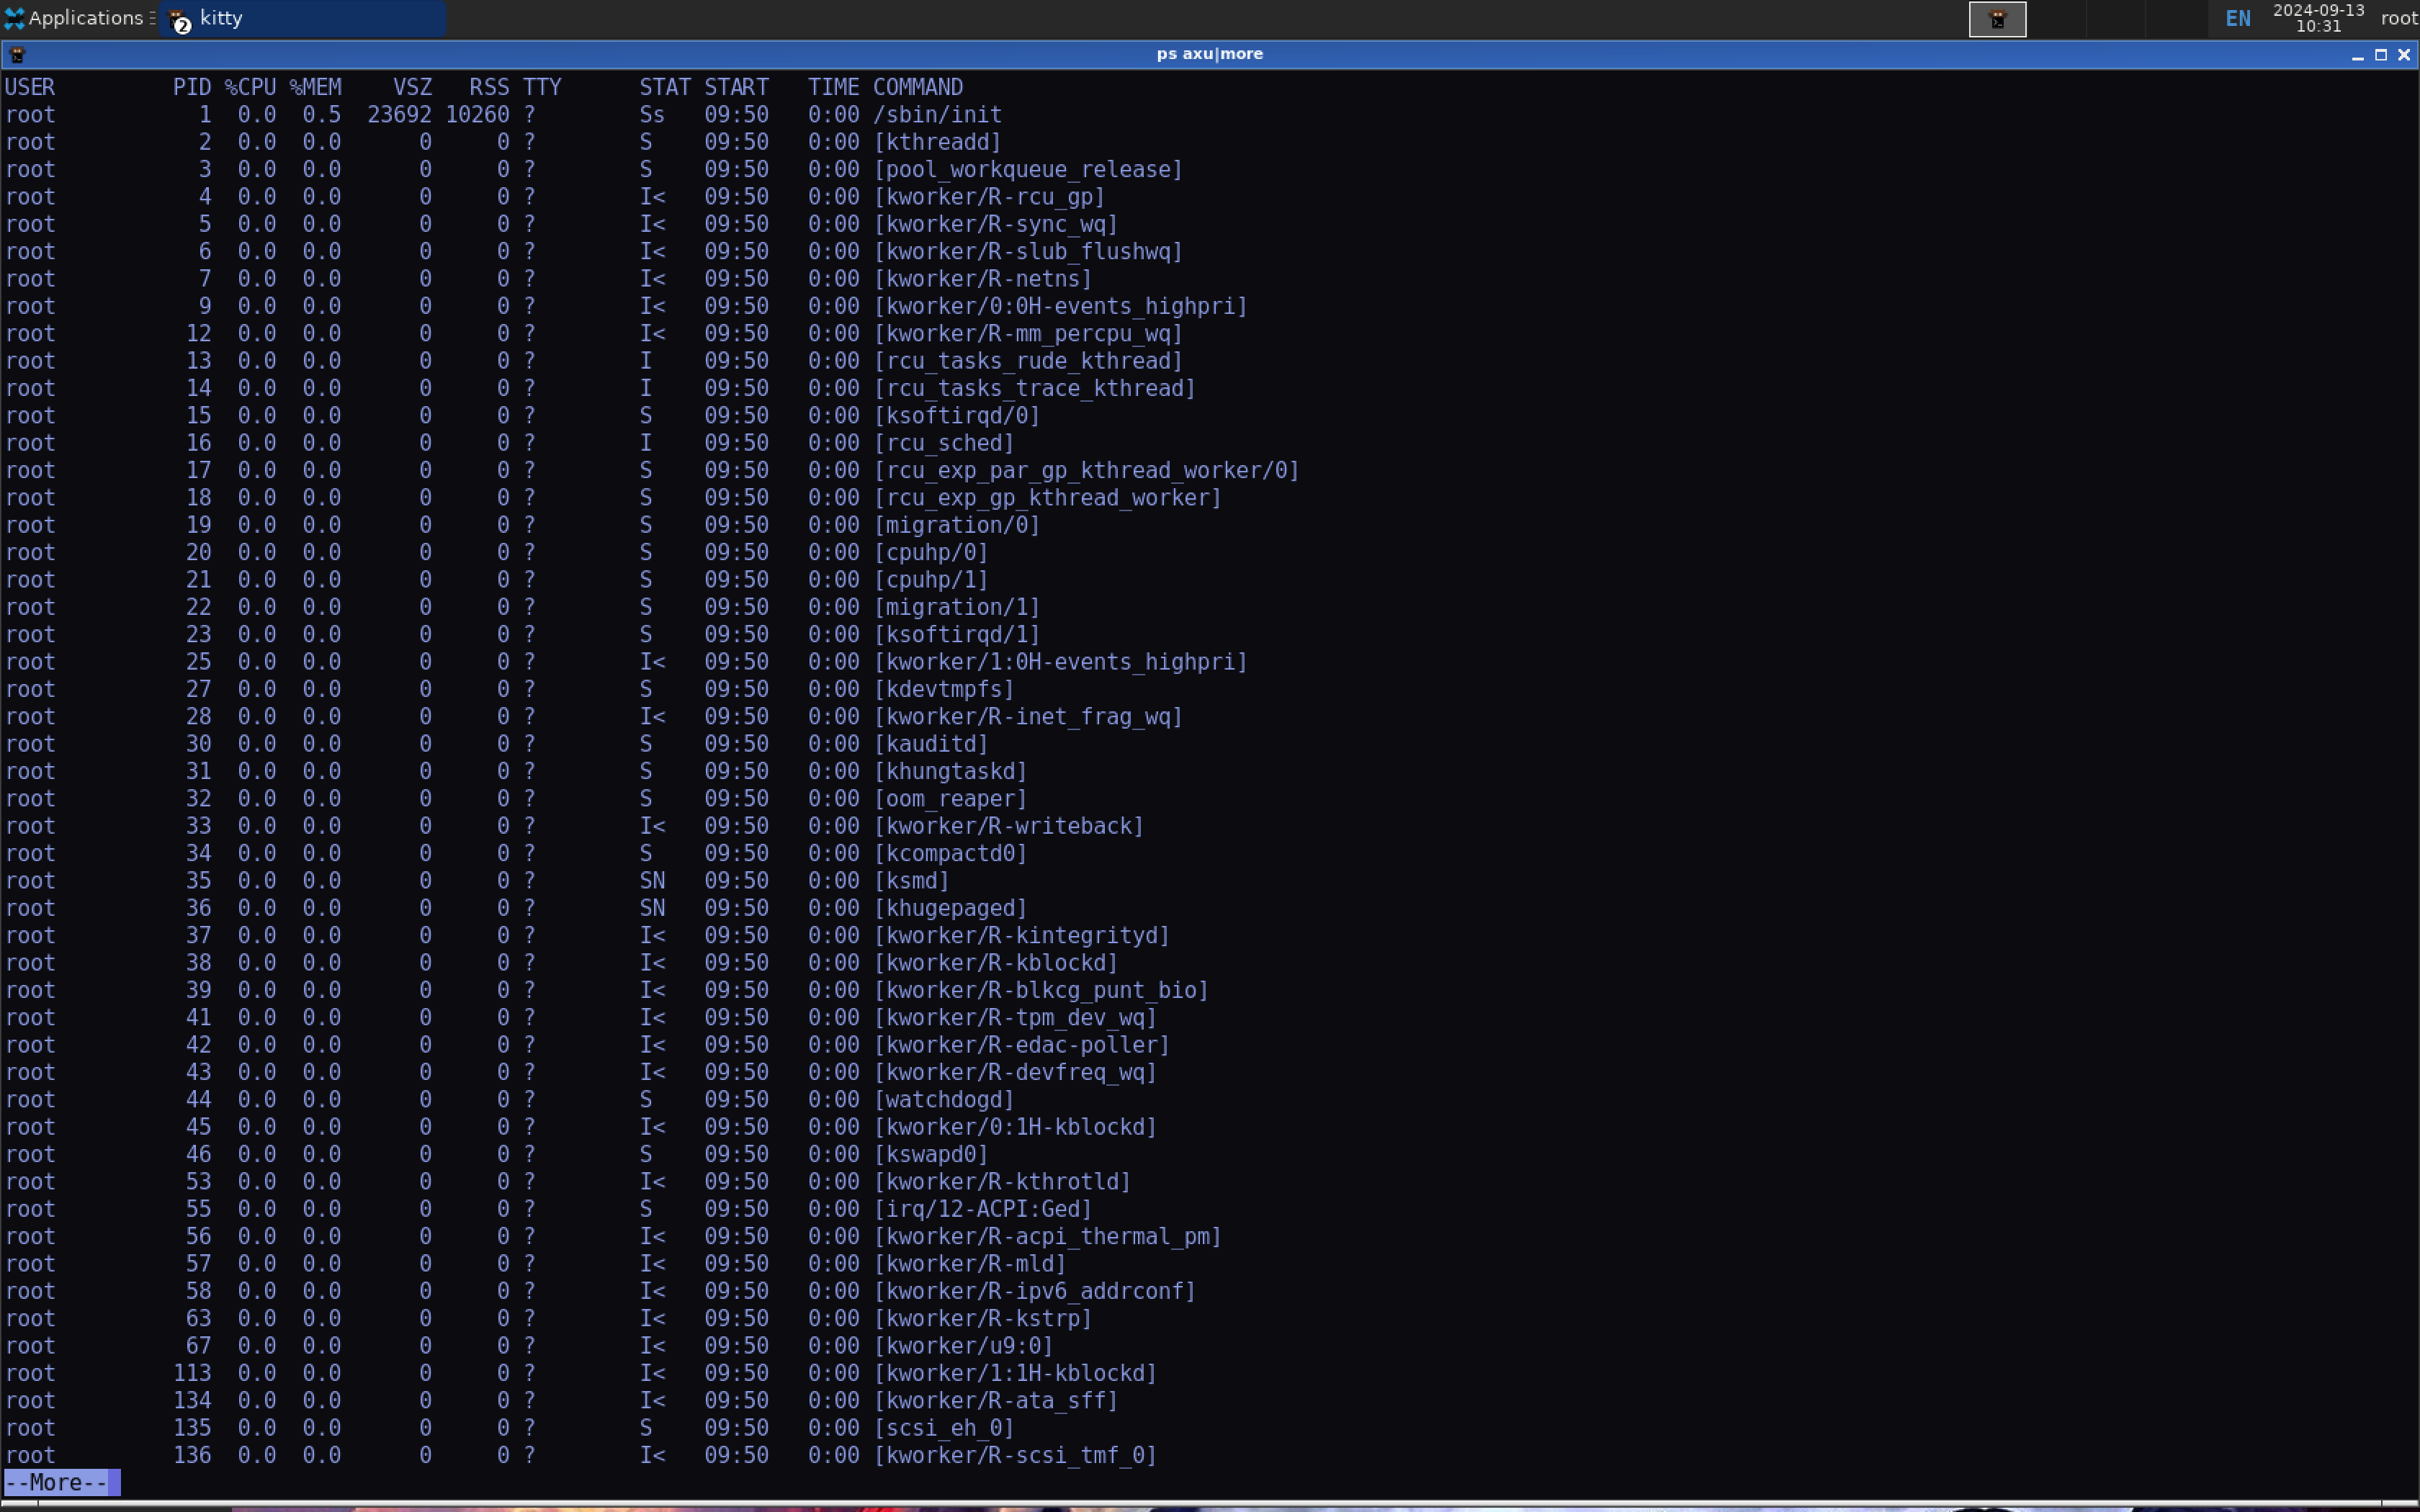 Applications
2 kitty
EN
2024-09-13
10:31
root
ps axu|more
USER         PID %CPU %MEM    VSZ   RSS TTY      STAT START   TIME COMMAND
root           1  0.0  0.5  23692 10260 ?        Ss   09:50   0:00 /sbin/init
root           2  0.0  0.0      0     0 ?        S    09:50   0:00 [kthreadd]
root           3  0.0  0.0      0     0 ?        S    09:50   0:00 [pool_workqueue_release]
root           4  0.0  0.0      0     0 ?        I<   09:50   0:00 [kworker/R-rcu_gp]
root           5  0.0  0.0      0     0 ?        I<   09:50   0:00 [kworker/R-sync_wq]
root           6  0.0  0.0      0     0 ?        I<   09:50   0:00 [kworker/R-slub_flushwq]
root           7  0.0  0.0      0     0 ?        I<   09:50   0:00 [kworker/R-netns]
root           9  0.0  0.0      0     0 ?        I<   09:50   0:00 [kworker/0:0H-events_highpri]
root          12  0.0  0.0      0     0 ?        I<   09:50   0:00 [kworker/R-mm_percpu_wq]
root          13  0.0  0.0      0     0 ?        I    09:50   0:00 [rcu_tasks_rude_kthread]
root          14  0.0  0.0      0     0 ?        I    09:50   0:00 [rcu_tasks_trace_kthread]
root          15  0.0  0.0      0     0 ?        S    09:50   0:00 [ksoftirqd/0]
root          16  0.0  0.0      0     0 ?        I    09:50   0:00 [rcu_sched]
root          17  0.0  0.0      0     0 ?        S    09:50   0:00 [rcu_exp_par_gp_kthread_worker/0]
root          18  0.0  0.0      0     0 ?        S    09:50   0:00 [rcu_exp_gp_kthread_worker]
root          19  0.0  0.0      0     0 ?        S    09:50   0:00 [migration/0]
root          20  0.0  0.0      0     0 ?        S    09:50   0:00 [cpuhp/0]
root          21  0.0  0.0      0     0 ?        S    09:50   0:00 [cpuhp/1]
root          22  0.0  0.0      0     0 ?        S    09:50   0:00 [migration/1]
root          23  0.0  0.0      0     0 ?        S    09:50   0:00 [ksoftirqd/1]
root          25  0.0  0.0      0     0 ?        I<   09:50   0:00 [kworker/1:0H-events_highpri]
root          27  0.0  0.0      0     0 ?        S    09:50   0:00 [kdevtmpfs]
root          28  0.0  0.0      0     0 ?        I<   09:50   0:00 [kworker/R-inet_frag_wq]
root          30  0.0  0.0      0     0 ?        S    09:50   0:00 [kauditd]
root          31  0.0  0.0      0     0 ?        S    09:50   0:00 [khungtaskd]
root          32  0.0  0.0      0     0 ?        S    09:50   0:00 [oom_reaper]
root          33  0.0  0.0      0     0 ?        I<   09:50   0:00 [kworker/R-writeback]
root          34  0.0  0.0      0     0 ?        S    09:50   0:00 [kcompactd0]
root          35  0.0  0.0      0     0 ?        SN   09:50   0:00 [ksmd]
root          36  0.0  0.0      0     0 ?        SN   09:50   0:00 [khugepaged]
root          37  0.0  0.0      0     0 ?        I<   09:50   0:00 [kworker/R-kintegrityd]
root          38  0.0  0.0      0     0 ?        I<   09:50   0:00 [kworker/R-kblockd]
root          39  0.0  0.0      0     0 ?        I<   09:50   0:00 [kworker/R-blkcg_punt_bio]
root          41  0.0  0.0      0     0 ?        I<   09:50   0:00 [kworker/R-tpm_dev_wq]
root          42  0.0  0.0      0     0 ?        I<   09:50   0:00 [kworker/R-edac-poller]
root          43  0.0  0.0      0     0 ?        I<   09:50   0:00 [kworker/R-devfreq_wq]
root          44  0.0  0.0      0     0 ?        S    09:50   0:00 [watchdogd]
root          45  0.0  0.0      0     0 ?        I<   09:50   0:00 [kworker/0:1H-kblockd]
root          46  0.0  0.0      0     0 ?        S    09:50   0:00 [kswapd0]
root          53  0.0  0.0      0     0 ?        I<   09:50   0:00 [kworker/R-kthrotld]
root          55  0.0  0.0      0     0 ?        S    09:50   0:00 [irq/12-ACPI:Ged]
root          56  0.0  0.0      0     0 ?        I<   09:50   0:00 [kworker/R-acpi_thermal_pm]
root          57  0.0  0.0      0     0 ?        I<   09:50   0:00 [kworker/R-mld]
root          58  0.0  0.0      0     0 ?        I<   09:50   0:00 [kworker/R-ipv6_addrconf]
root          63  0.0  0.0      0     0 ?        I<   09:50   0:00 [kworker/R-kstrp]
root          67  0.0  0.0      0     0 ?        I<   09:50   0:00 [kworker/u9:0]
root         113  0.0  0.0      0     0 ?        I<   09:50   0:00 [kworker/1:1H-kblockd]
root         134  0.0  0.0      0     0 ?        I<   09:50   0:00 [kworker/R-ata_sff]
root         135  0.0  0.0      0     0 ?        S    09:50   0:00 [scsi_eh_0]
root         136  0.0  0.0      0     0 ?        I<   09:50   0:00 [kworker/R-scsi_tmf_0]
--More--